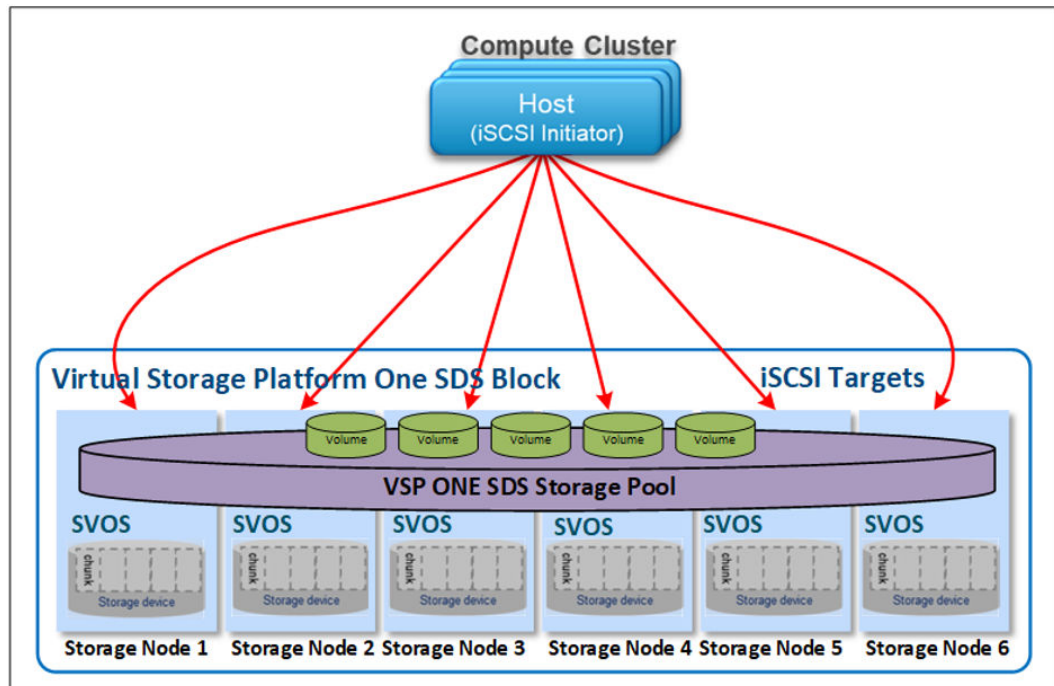 Compute Cluster
Host
(iSCSI Initiator)
Virtual Storage Platform One SDS Block
iSCSI Targets
Volume
Volume
Volume
Volume
Volume
VSP ONE SDS Storage Pool
SVOS
SVOS
SVOS
SVOS
SVOS
SVOS
chunk
chunk
chunk
chunk
chunk
chunk
Storage device
Storage device
Storage device
Storage device
Storage device
Storage device
Storage Node 1
Storage Node 2
Storage Node 3
Storage Node 4
Storage Node 5
Storage Node 6